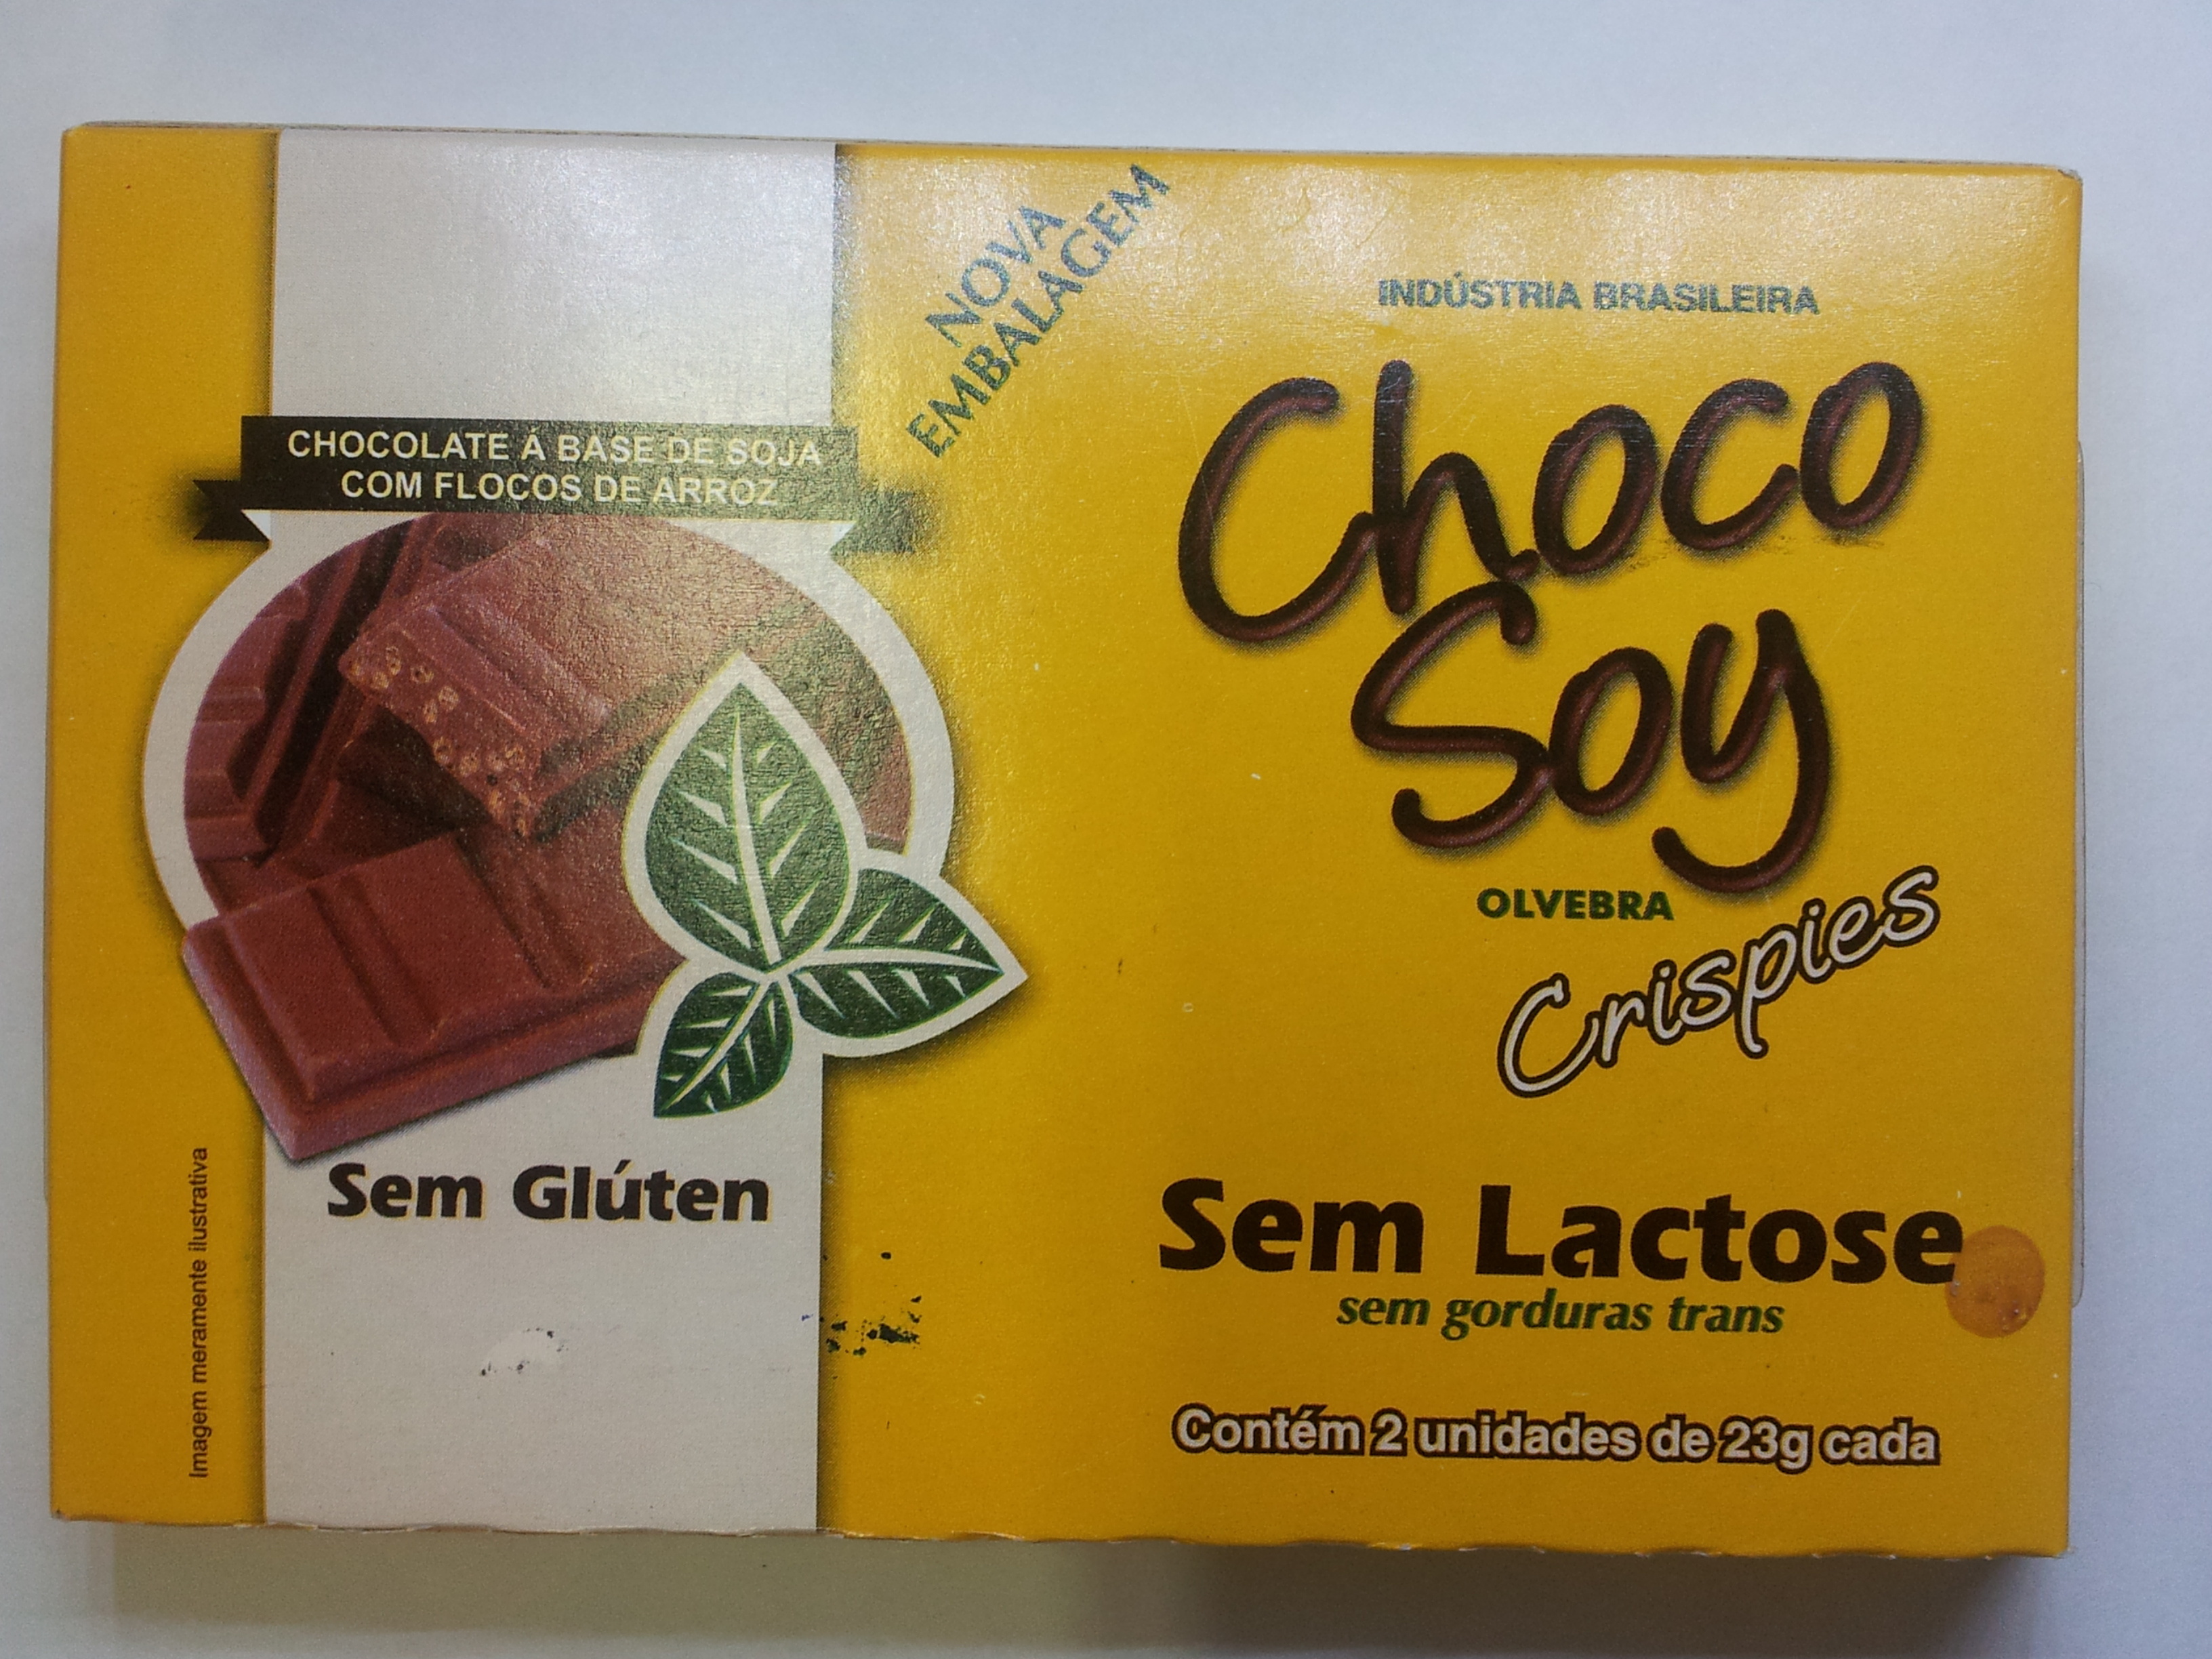 NOVA
EMBALAGEM
INDÚSTRIA BRASILEIRA
CHOCOLATE À BASE DE SOJA
COM FLOCOS DE ARROZ
Choco
Soy
OLVEBRA
Crispies
Sem Glúten
Sem Lactose
sem gorduras trans
Contém 2 unidades de 23g cada
Imagem meramente ilustrativa